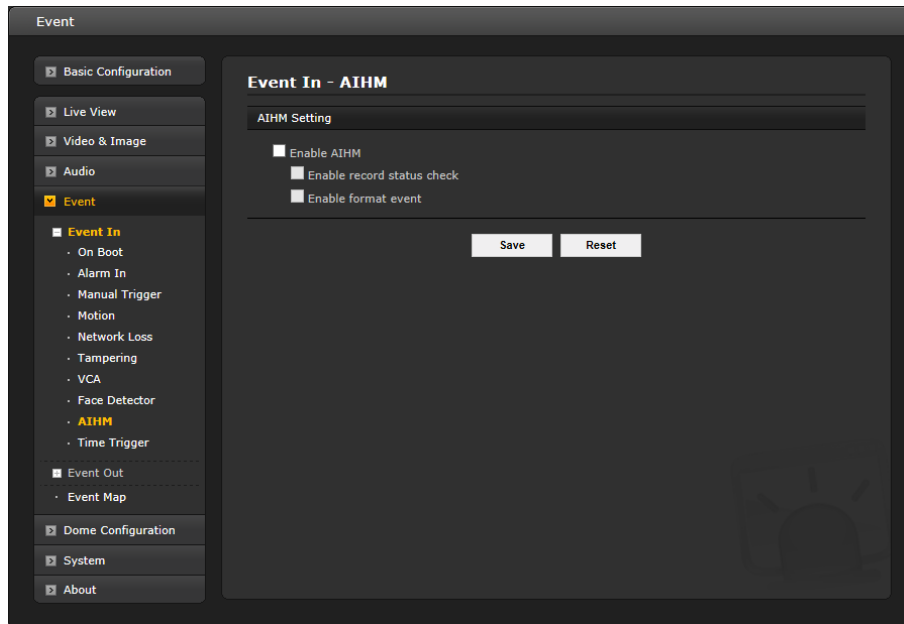 Event
Basic Configuration
Live View
Video & Image
Audio
Event
Event In
On Boot
Alarm In
Manual Trigger
Motion
Network Loss
Tampering
VCA
Face Detector
AIHM
Time Trigger
Event Out
Event Map
Dome Configuration
System
About
Event In - AIHM
AIHM Setting
Enable AIHM
Enable record status check
Enable format event
Save Reset